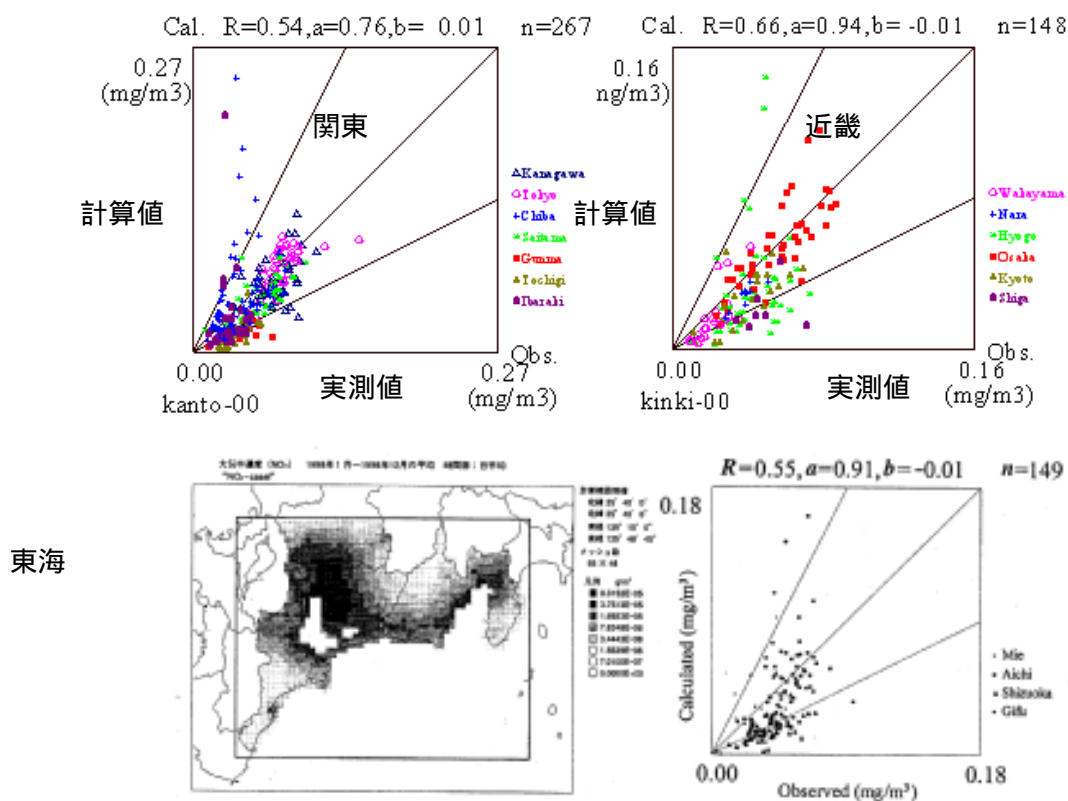 Cal. R=0.54,a=0.76,b= 0.01 n=267
0.27
(mg/m3)
関東
計算値
Kanagawa
Tokyo
Chiba
Saitama
Gunma
Tochigi
Ibaraki
Obs.
0.00
0.27
実測値
(mg/m3)
kanto-00
Cal. R=0.66,a=0.94,b= -0.01 n=148
0.16
ng/m3)
近畿
計算値
Wakayama
Nara
Hyogo
Osaka
Kyoto
Shiga
Obs.
0.00
0.16
実測値
(mg/m3)
kinki-00
東海
メッシュ数
R=0.55,a=0.91,b=-0.01 n=149
0.18
Calculated (mg/m³)
Mie
Aichi
Shizuoka
Gifu
0.00
0.18
Observed (mg/m³)